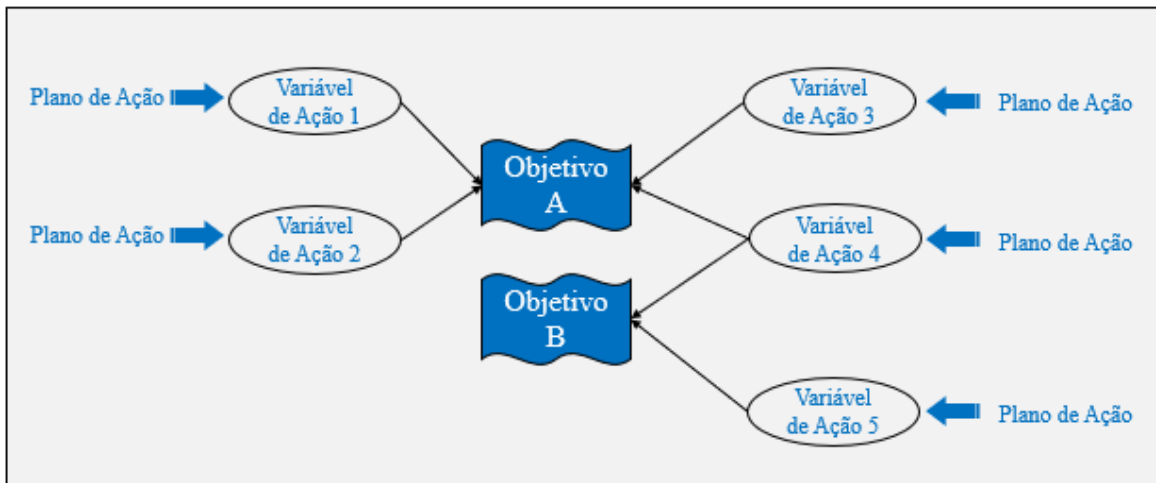 Plano de Ação
Variável
de Ação 1
Variável
de Ação 3
Plano de Ação
Objetivo
A
Plano de Ação
Variável
de Ação 2
Variável
de Ação 4
Plano de Ação
Objetivo
B
Variável
de Ação 5
Plano de Ação